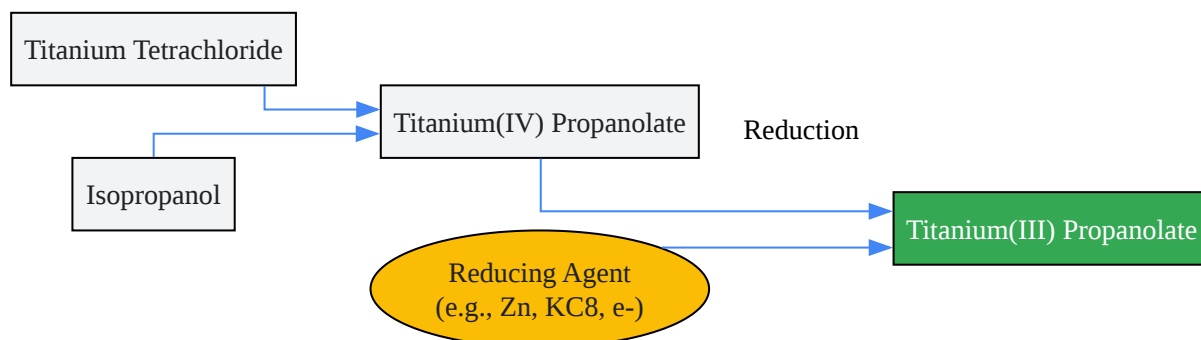 Titanium Tetrachloride
Titanium(IV) Propanolate
Reduction
Isopropanol
Titanium(III) Propanolate
Reducing Agent
(e.g., Zn, KC8, e-)